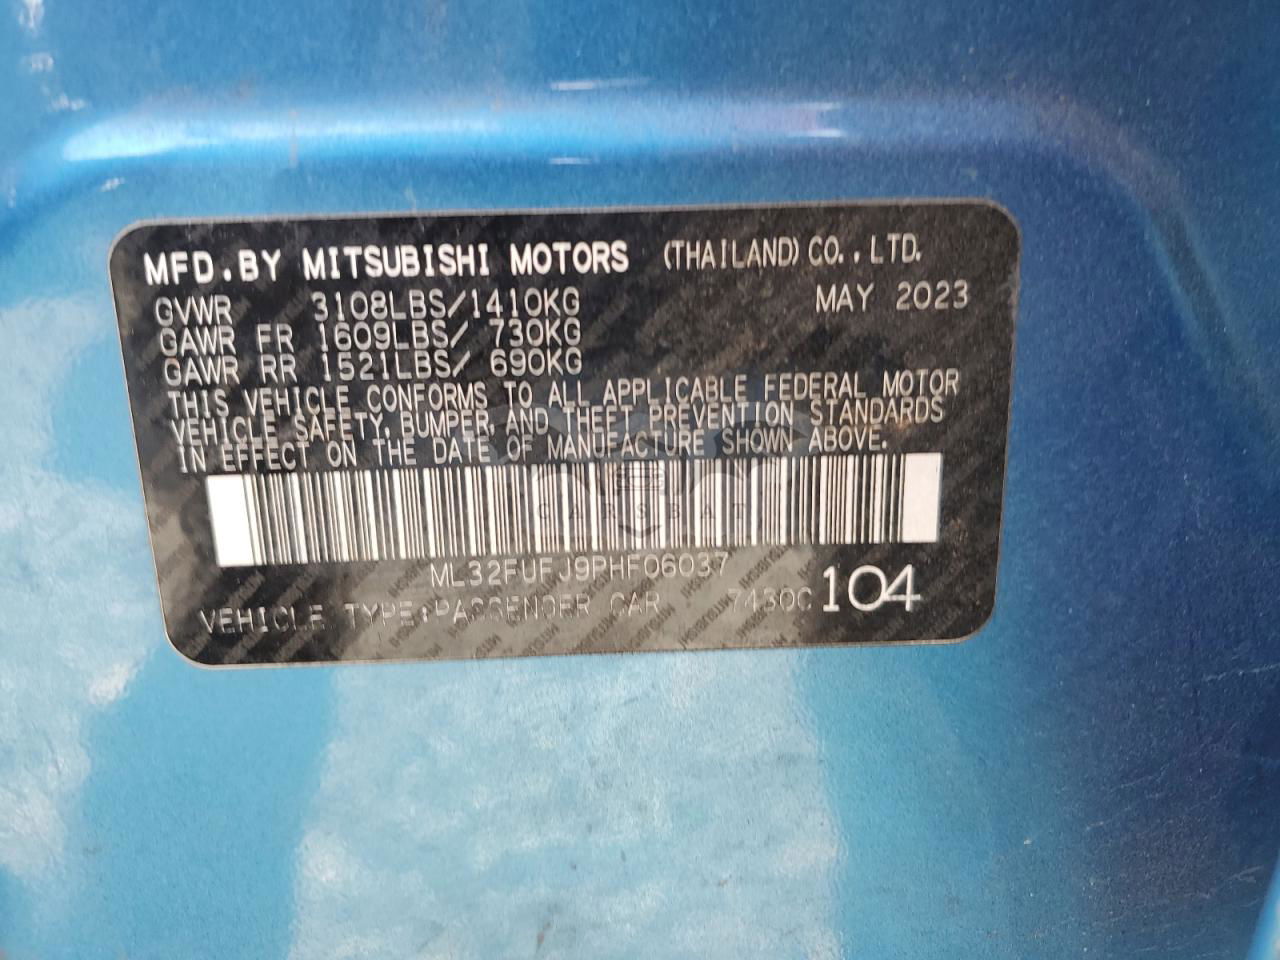 MFD.BY MITSUBISHI MOTORS (THAILAND) CO.,LTD.
GVWR 3108LBS/1410KG MAY 2023
GAWR FR 1609LBS/ 730KG
GAWR RR 1521LBS/ 690KG
THIS VEHICLE CONFORMS TO ALL APPLICABLE FEDERAL MOTOR
VEHICLE SAFETY, BUMPER, AND THEFT PREVENTION STANDARDS
IN EFFECT ON THE DATE OF MANUFACTURE SHOWN ABOVE.
CARSBAT
ML32FUFJ9PHF06037
VEHICLE TYPE:PASSENGER CAR 7430C 104